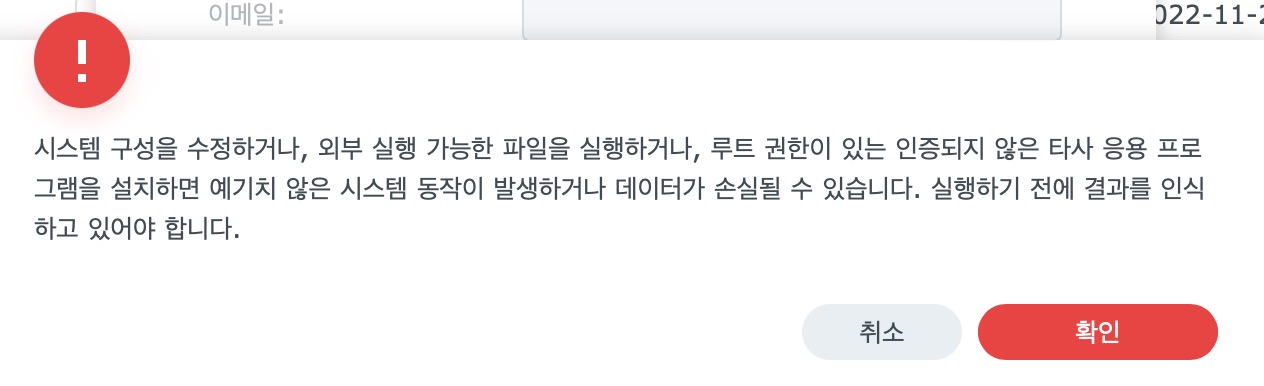 이메일:
022-11-2
시스템 구성을 수정하거나, 외부 실행 가능한 파일을 실행하거나, 루트 권한이 있는 인증되지 않은 타사 응용 프로
그램을 설치하면 예기치 않은 시스템 동작이 발생하거나 데이터가 손실될 수 있습니다. 실행하기 전에 결과를 인식
하고 있어야 합니다.
취소
확인